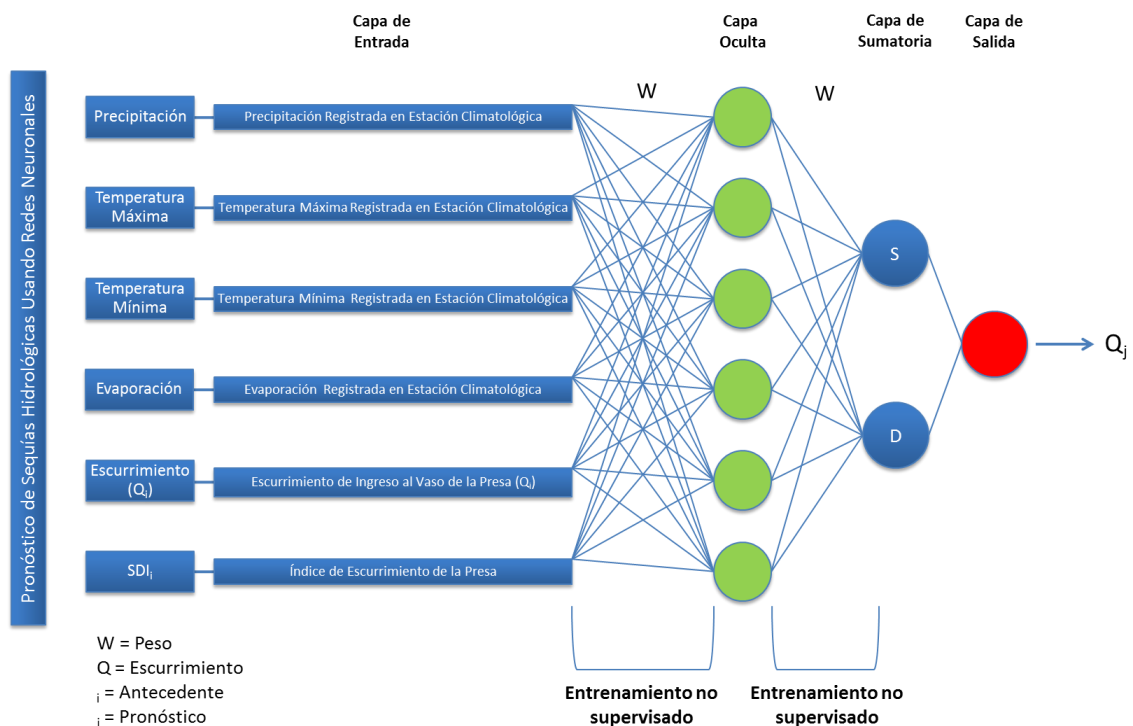 Pronóstico de Sequías Hidrológicas Usando Redes Neuronales
Capa de
Entrada
Capa
Oculta
Capa de
Sumatoria
Capa de
Salida
W
W
Precipitación
Precipitación Registrada en Estación Climatológica
Temperatura
Máxima
Temperatura Máxima Registrada en Estación Climatológica
Temperatura
Mínima
Temperatura Mínima Registrada en Estación Climatológica
Evaporación
Evaporación Registrada en Estación Climatológica
Escurrimiento
(Qi)
Escurrimiento de Ingreso al Vaso de la Presa (Qi)
SDIi
Índice de Escurrimiento de la Presa
S
D
Qj
W = Peso
Q = Escurrimiento
i = Antecedente
j = Pronóstico
Entrenamiento no
supervisado
Entrenamiento no
supervisado